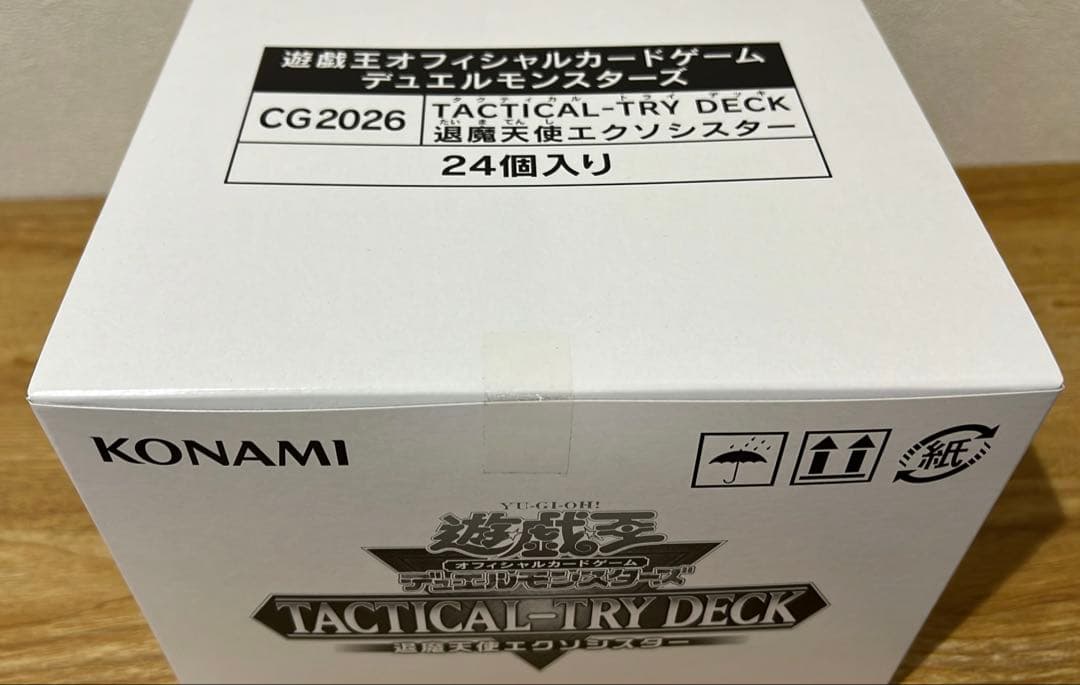 遊戯王オフィシャルカードゲーム
デュエルモンスターズ
CG2026
タクティカル トライ デッキ
TACTICAL-TRY DECK
たいまてんし
退魔天使エクソシスター
24個入り
KONAMI
紙
YU-GI-OH!
遊戯王
オフィシャルカードゲーム
デュエルモンスターズ
TACTICAL-TRY DECK
退魔天使エクソシスター